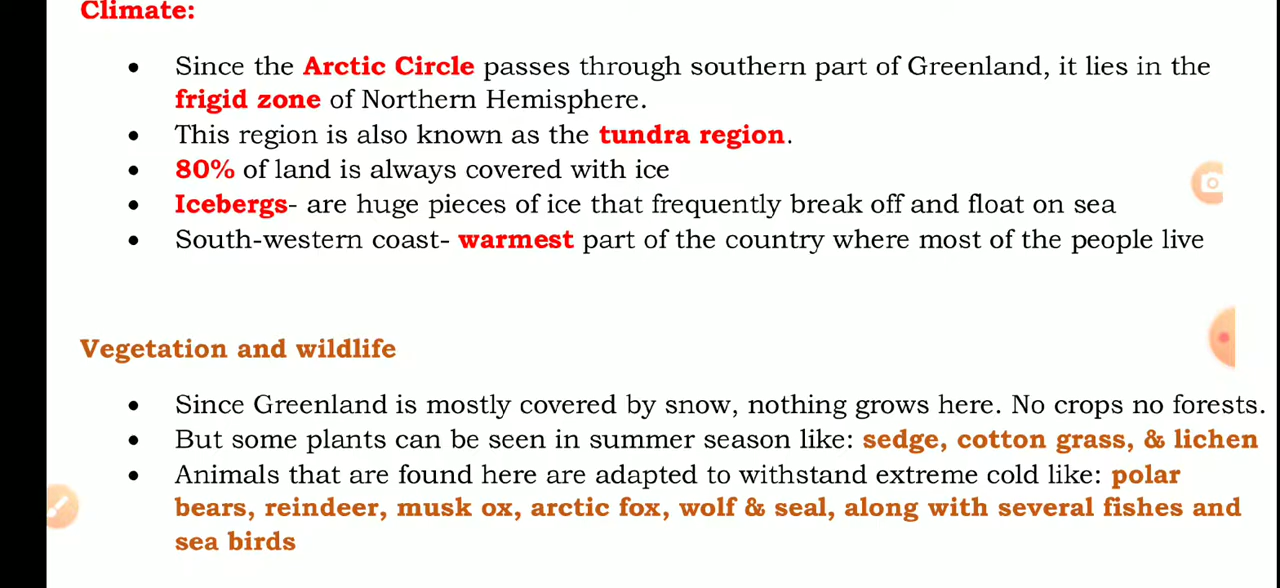 Climate:
• Since the Arctic Circle passes through southern part of Greenland, it lies in the
frigid zone of Northern Hemisphere.
• This region is also known as the tundra region.
• 80% of land is always covered with ice
• Icebergs- are huge pieces of ice that frequently break off and float on sea
• South-western coast- warmest part of the country where most of the people live
Vegetation and wildlife
• Since Greenland is mostly covered by snow, nothing grows here. No crops no forests.
• But some plants can be seen in summer season like: sedge, cotton grass, & lichen
• Animals that are found here are adapted to withstand extreme cold like: polar
bears, reindeer, musk ox, arctic fox, wolf & seal, along with several fishes and
sea birds